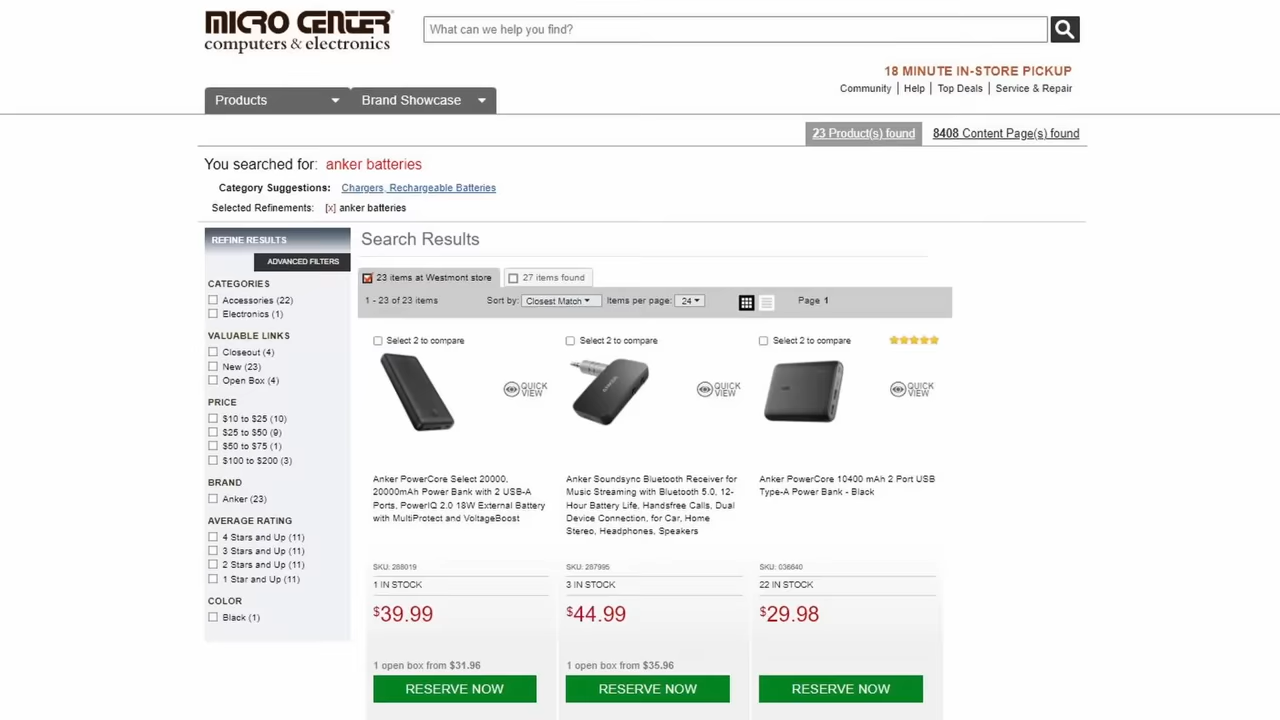 MICRO CENTER
computers & electronics
What can we help you find?
18 MINUTE IN-STORE PICKUP
Community | Help | Top Deals | Service & Repair
Products
Brand Showcase
23 Product(s) found
8408 Content Page(s) found
You searched for: anker batteries
Category Suggestions: Chargers, Rechargeable Batteries
Selected Refinements: [x] anker batteries
REFINE RESULTS
ADVANCED FILTERS
CATEGORIES
Accessories (22)
Electronics (1)
VALUABLE LINKS
Closeout (4)
New (23)
Open Box (4)
PRICE
$10 to $25 (10)
$25 to $50 (9)
$50 to $75 (1)
$100 to $200 (3)
BRAND
Anker (23)
AVERAGE RATING
4 Stars and Up (11)
3 Stars and Up (11)
2 Stars and Up (11)
1 Star and Up (11)
COLOR
Black (1)
Search Results
23 items at Westmont store
27 items found
1 - 23 of 23 items
Sort by: Closest Match
Items per page: 24
Page 1
Select 2 to compare
QUICK VIEW
Anker PowerCore Select 20000,
20000mAh Power Bank with 2 USB-A
Ports, PowerIQ 2.0 18W External Battery
with MultiProtect and VoltageBoost
SKU: 288019
1 IN STOCK
$39.99
1 open box from $31.96
RESERVE NOW
Select 2 to compare
ANKER
QUICK VIEW
Anker Soundsync Bluetooth Receiver for
Music Streaming with Bluetooth 5.0, 12-
Hour Battery Life, Handsfree Calls, Dual
Device Connection, for Car, Home
Stereo, Headphones, Speakers
SKU: 287995
3 IN STOCK
$44.99
1 open box from $35.96
RESERVE NOW
Select 2 to compare
QUICK VIEW
Anker PowerCore 10400 mAh 2 Port USB
Type-A Power Bank - Black
SKU: 036640
22 IN STOCK
$29.98
RESERVE NOW